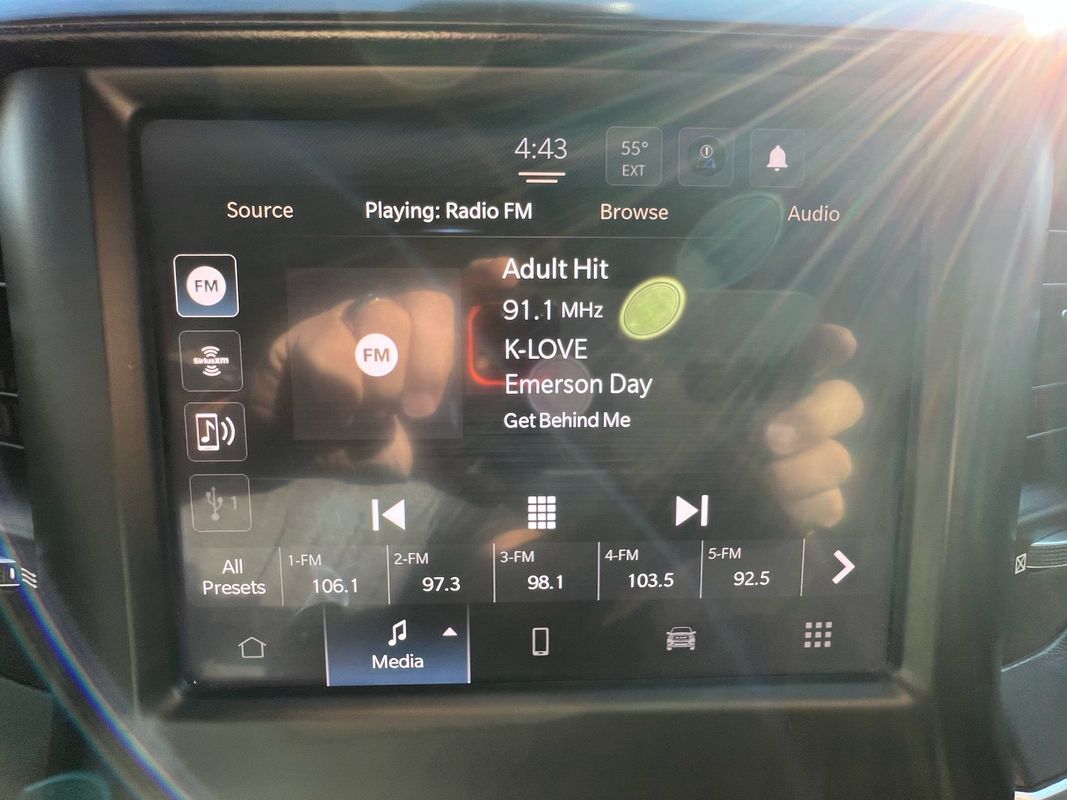 4:43
55°
EXT
Source
Playing: Radio FM
Browse
Audio
FM
SiriusXM
1
FM
Adult Hit
91.1 MHz
K-LOVE
Emerson Day
Get Behind Me
All
Presets
1-FM
106.1
2-FM
97.3
3-FM
98.1
4-FM
103.5
5-FM
92.5
Media